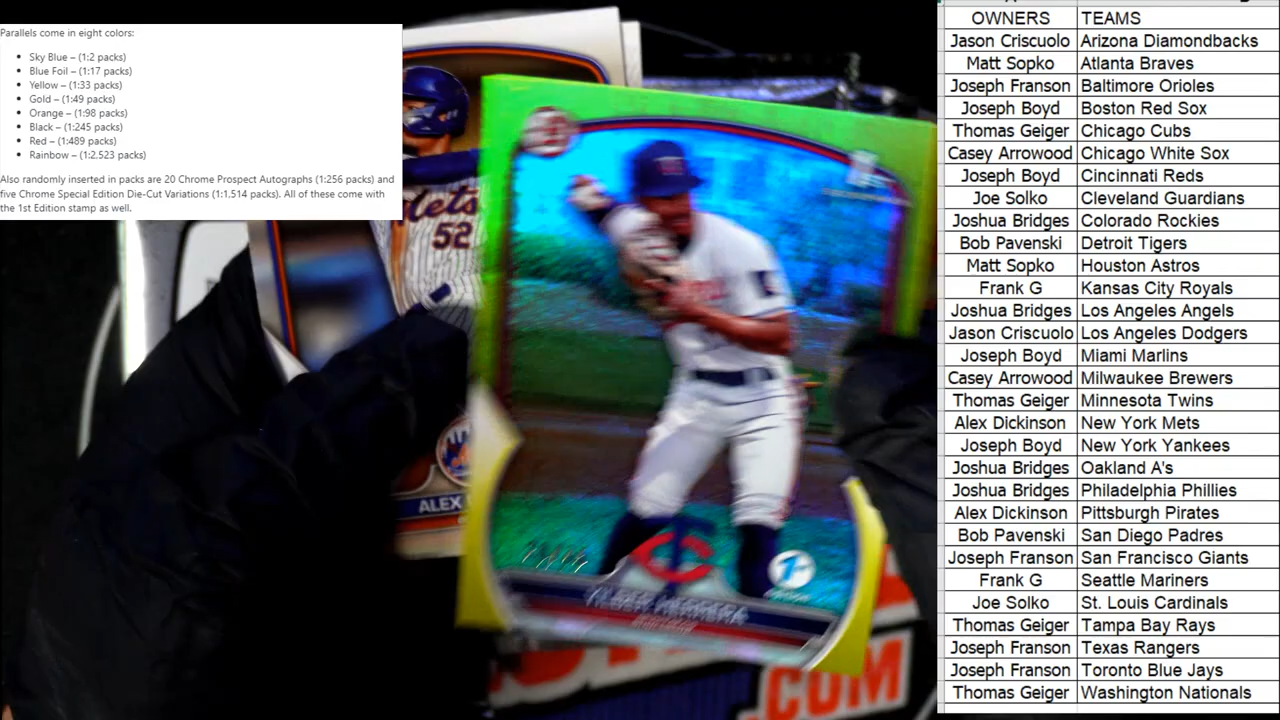 Parallels come in eight colors:
Sky Blue – (1:2 packs)
Blue Foil – (1:17 packs)
Yellow – (1:33 packs)
Gold – (1:49 packs)
Orange – (1:98 packs)
Black – (1:245 packs)
Red – (1:489 packs)
Rainbow – (1:2,523 packs)
Also randomly inserted in packs are 20 Chrome Prospect Autographs (1:256 packs) and
five Chrome Special Edition Die-Cut Variations (1:1,514 packs). All of these come with
the 1st Edition stamp as well.
52
ALEX
.COM
OWNERS TEAMS
Jason Criscuolo Arizona Diamondbacks
Matt Sopko Atlanta Braves
Joseph Franson Baltimore Orioles
Joseph Boyd Boston Red Sox
Thomas Geiger Chicago Cubs
Casey Arrowood Chicago White Sox
Joseph Boyd Cincinnati Reds
Joe Solko Cleveland Guardians
Joshua Bridges Colorado Rockies
Bob Pavenski Detroit Tigers
Matt Sopko Houston Astros
Frank G Kansas City Royals
Joshua Bridges Los Angeles Angels
Jason Criscuolo Los Angeles Dodgers
Joseph Boyd Miami Marlins
Casey Arrowood Milwaukee Brewers
Thomas Geiger Minnesota Twins
Alex Dickinson New York Mets
Joseph Boyd New York Yankees
Joshua Bridges Oakland A's
Joshua Bridges Philadelphia Phillies
Alex Dickinson Pittsburgh Pirates
Bob Pavenski San Diego Padres
Joseph Franson San Francisco Giants
Frank G Seattle Mariners
Joe Solko St. Louis Cardinals
Thomas Geiger Tampa Bay Rays
Joseph Franson Texas Rangers
Joseph Franson Toronto Blue Jays
Thomas Geiger Washington Nationals